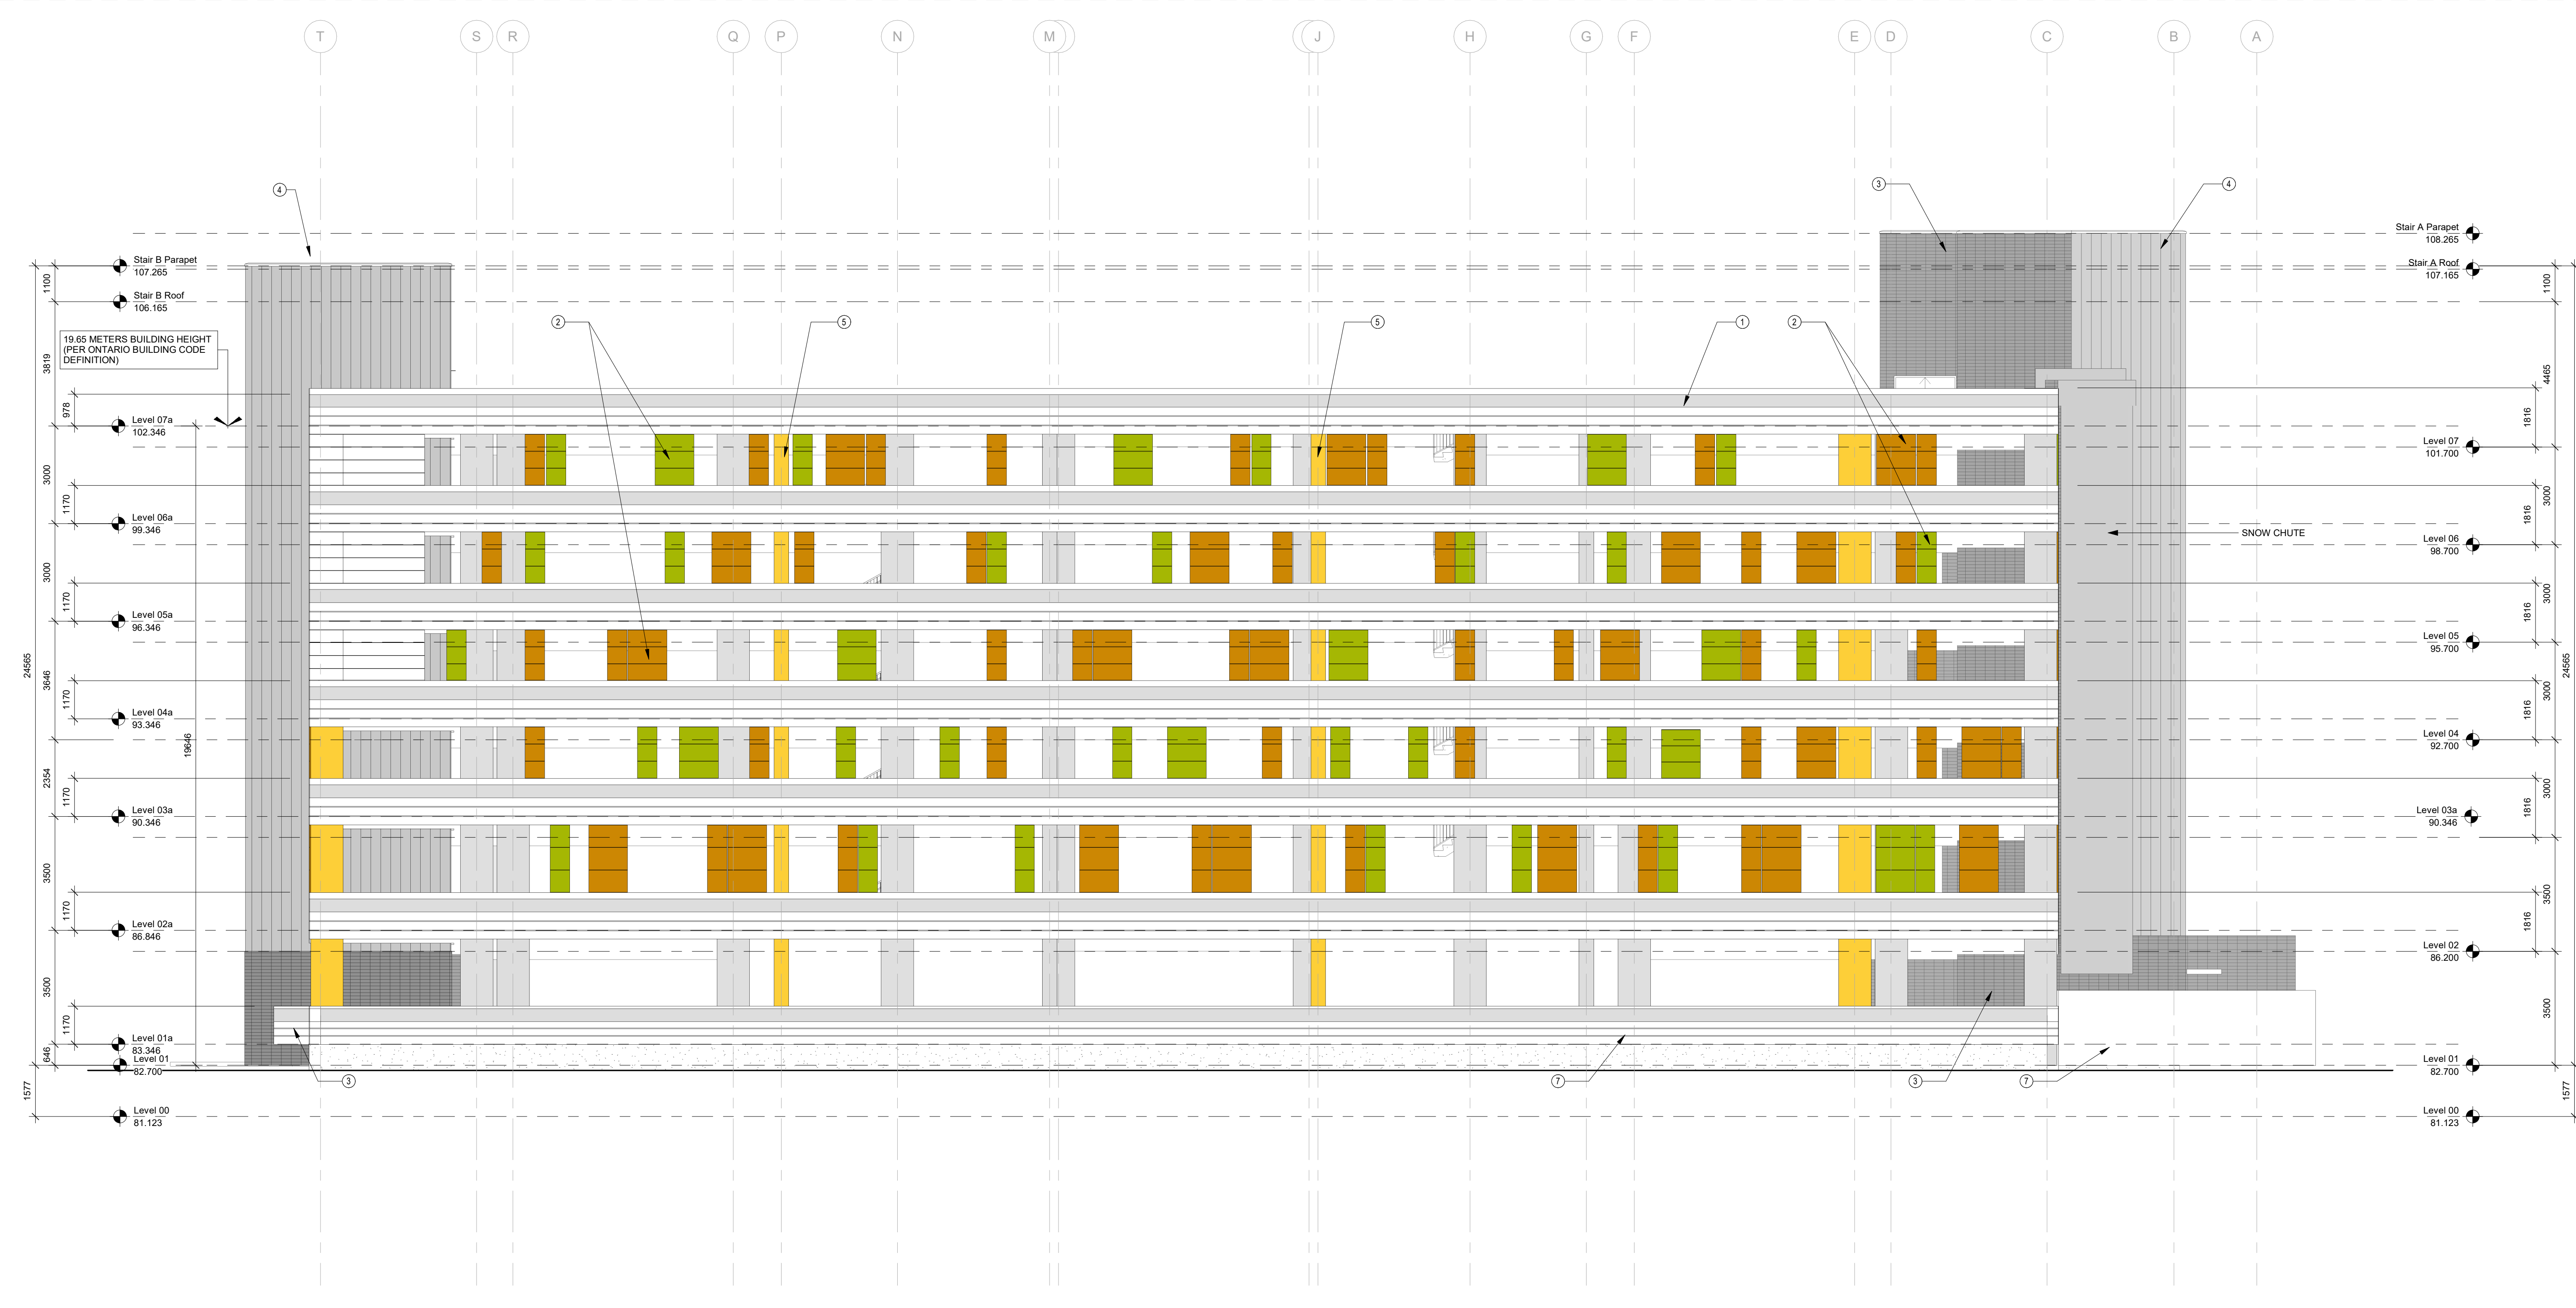 T S R Q P N M J H G F E D C B A
4
3
4
Stair A Parapet
108.265
Stair B Parapet
107.265
Stair A Roof
107.165
1100
1100
Stair B Roof
106.165
2
5
5
1
2
19.65 METERS BUILDING HEIGHT
(PER ONTARIO BUILDING CODE
DEFINITION)
3819
4465
978
1816
Level 07a
102.346
Level 07
101.700
3000
3000
1170
1816
Level 06a
99.346
SNOW CHUTE
Level 06
98.700
3000
3000
1170
1816
Level 05a
96.346
Level 05
95.700
24565
24565
3646
3000
1170
1816
Level 04a
93.346
Level 04
92.700
19646
2354
3000
1170
1816
Level 03a
90.346
Level 03a
90.346
3500
3500
1170
1816
Level 02a
86.846
Level 02
86.200
3500
3500
1170
Level 01a
83.346
646
Level 01
82.700
Level 01
82.700
3
7
3
7
1577
1577
Level 00
81.123
Level 00
81.123